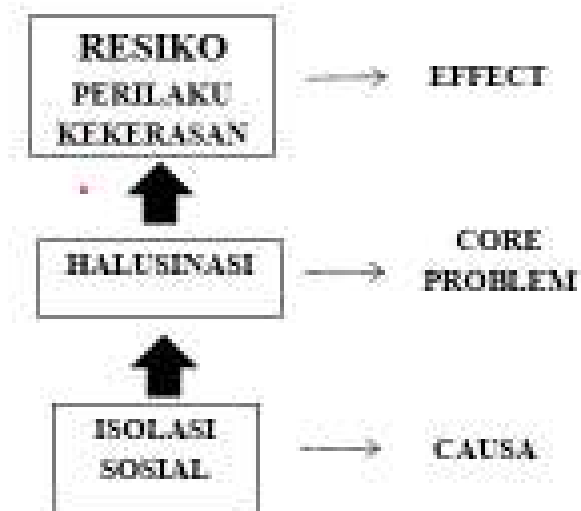 RESIKO
PERILAKU
KEKERASAN
EFFECT
HALUSINASI
CORE
PROBLEM
ISOLASI
SOSIAL
CAUSA